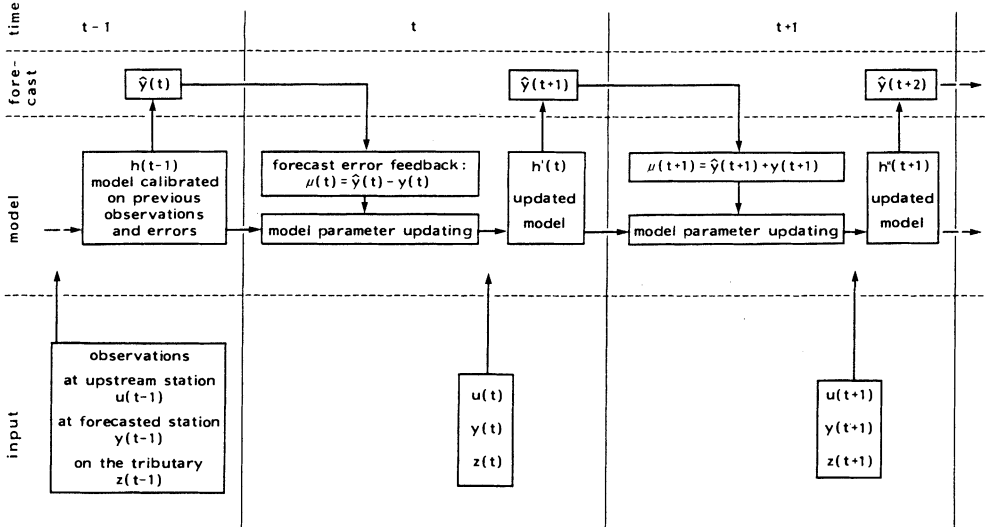 time
t-1
t
t+1
fore-
cast
ŷ(t)
ŷ(t+1)
ŷ(t+2)
model
h(t-1)
model calibrated
on previous
observations
and errors
forecast error feedback:
μ(t)=ŷ(t)-y(t)
model parameter updating
h'(t)
updated
model
μ(t+1)=ŷ(t+1)+y(t+1)
model parameter updating
h"(t+1)
updated
model
input
observations
at upstream station
u(t-1)
at forecasted station
y(t-1)
on the tributary
z(t-1)
u(t)
y(t)
z(t)
u(t+1)
y(t+1)
z(t+1)